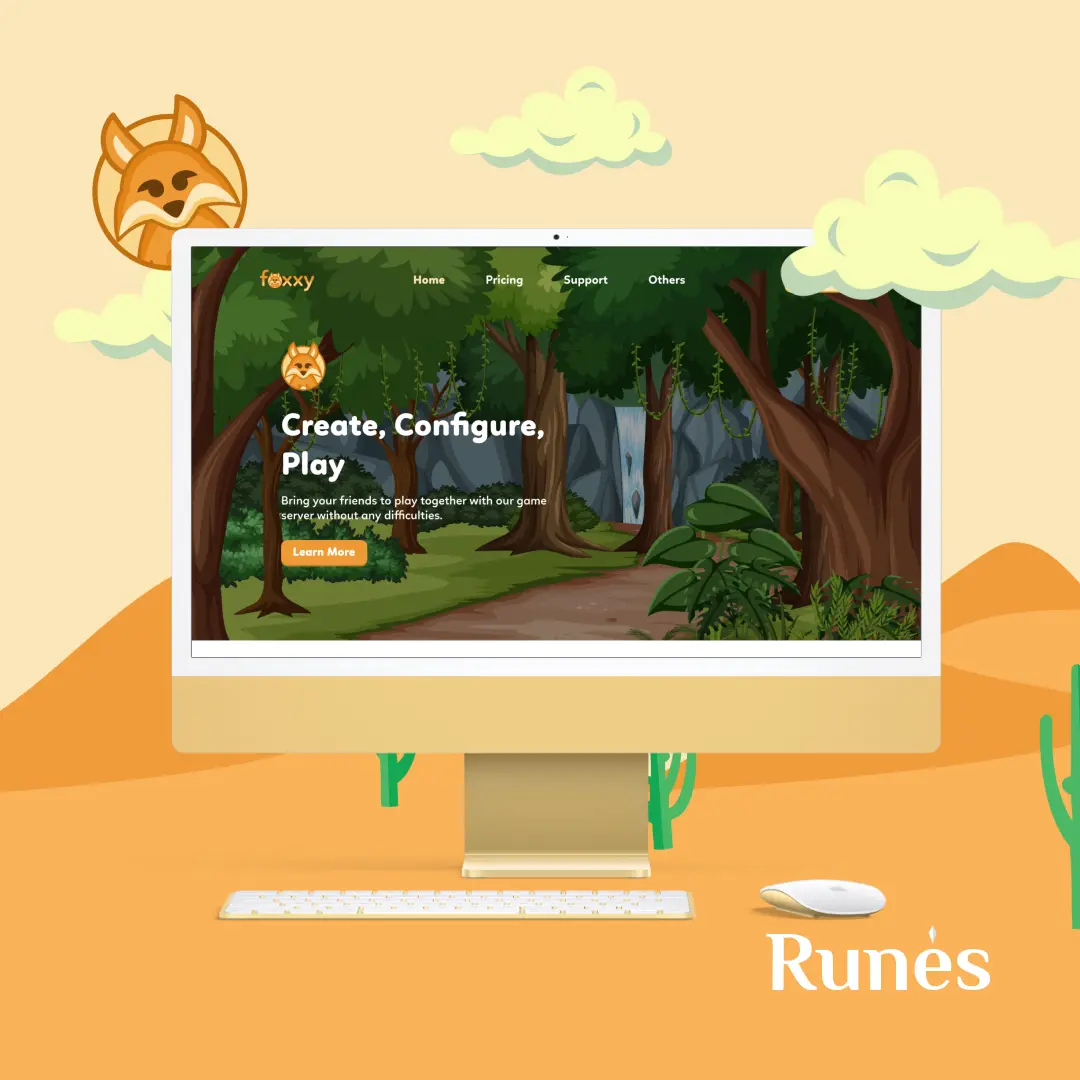 foxxy
Home Pricing Support Others
Create, Configure,
Play
Bring your friends to play together with our game
server without any difficulties.
Learn More
Runes